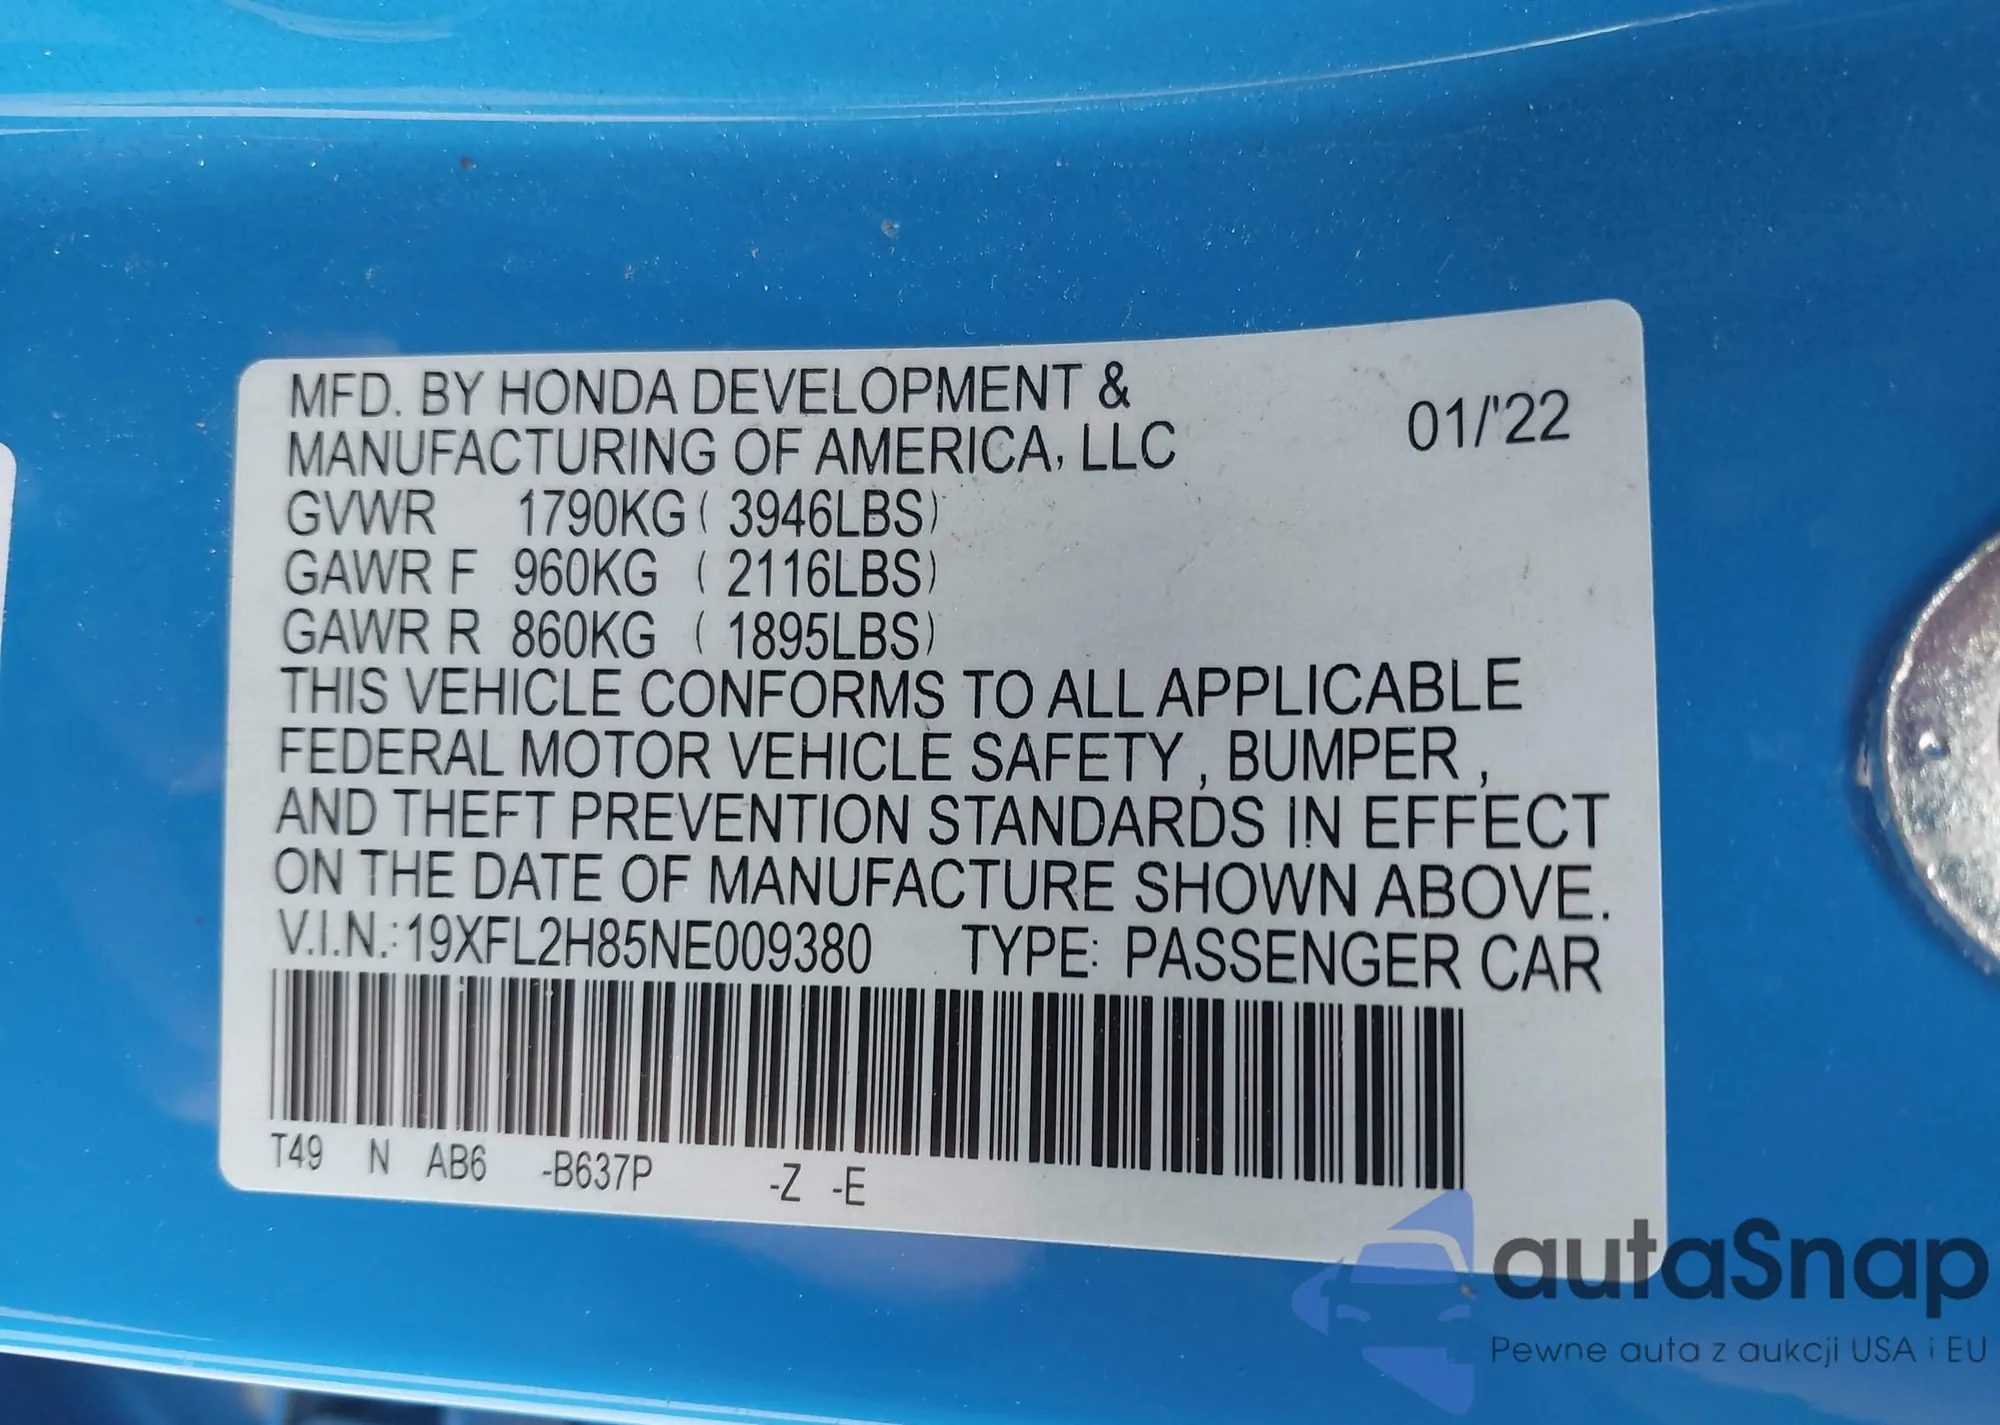 MFD. BY HONDA DEVELOPMENT &
MANUFACTURING OF AMERICA, LLC
01/'22
GVWR 1790KG ( 3946LBS)
GAWR F 960KG ( 2116LBS)
GAWR R 860KG ( 1895LBS)
THIS VEHICLE CONFORMS TO ALL APPLICABLE
FEDERAL MOTOR VEHICLE SAFETY , BUMPER ,
AND THEFT PREVENTION STANDARDS IN EFFECT
ON THE DATE OF MANUFACTURE SHOWN ABOVE.
V.I.N.:19XFL2H85NE009380 TYPE: PASSENGER CAR
T49 N AB6 -B637P -Z -E
autaSnap
Pewne auta z aukcji USA i EU